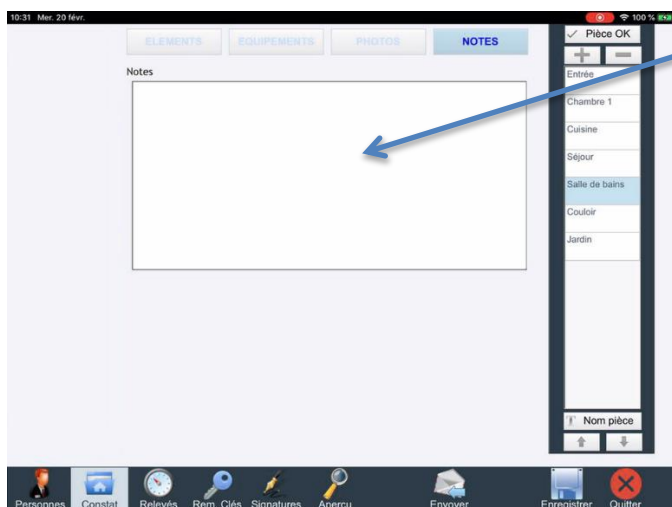 10:31 Mer. 20 févr.
100 %
ELEMENTS EQUIPEMENTS PHOTOS NOTES
Pièce OK
Notes
Entrée
Chambre 1
Cuisine
Séjour
Salle de bains
Couloir
Jardin
Nom pièce
Personnes Constat Relevés Rem. Clés Signatures Aperçu Envoyer Enregistrer Quitter